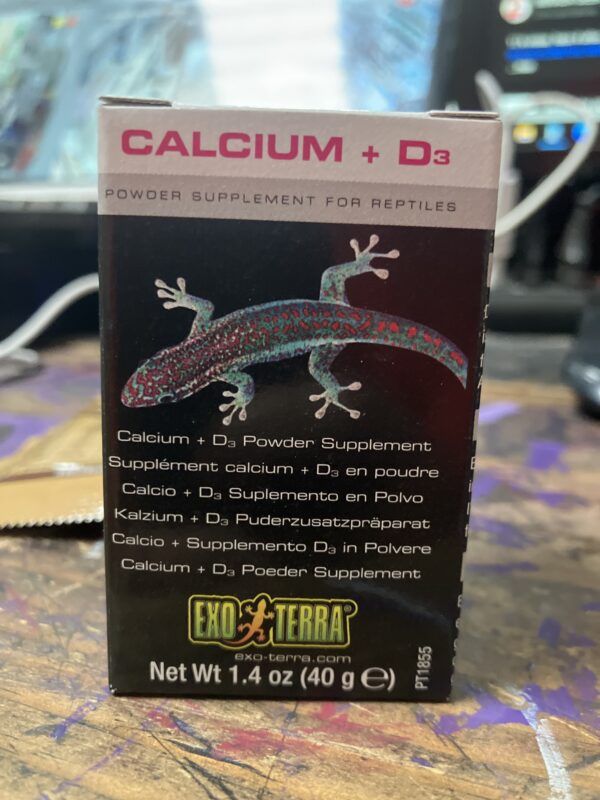 CALCIUM + D3
POWDER SUPPLEMENT FOR REPTILES
Calcium + D3 Powder Supplement
Supplément calcium + D3 en poudre
Calcio + D3 Suplemento en Polvo
Kalzium + D3 Puderzusatzpräparat
Calcio + Supplemento D3 in Polvere
Calcium + D3 Poeder Supplement
EXO TERRA®
exo-terra.com
Net Wt 1.4 oz (40 g ℮)
PT1855